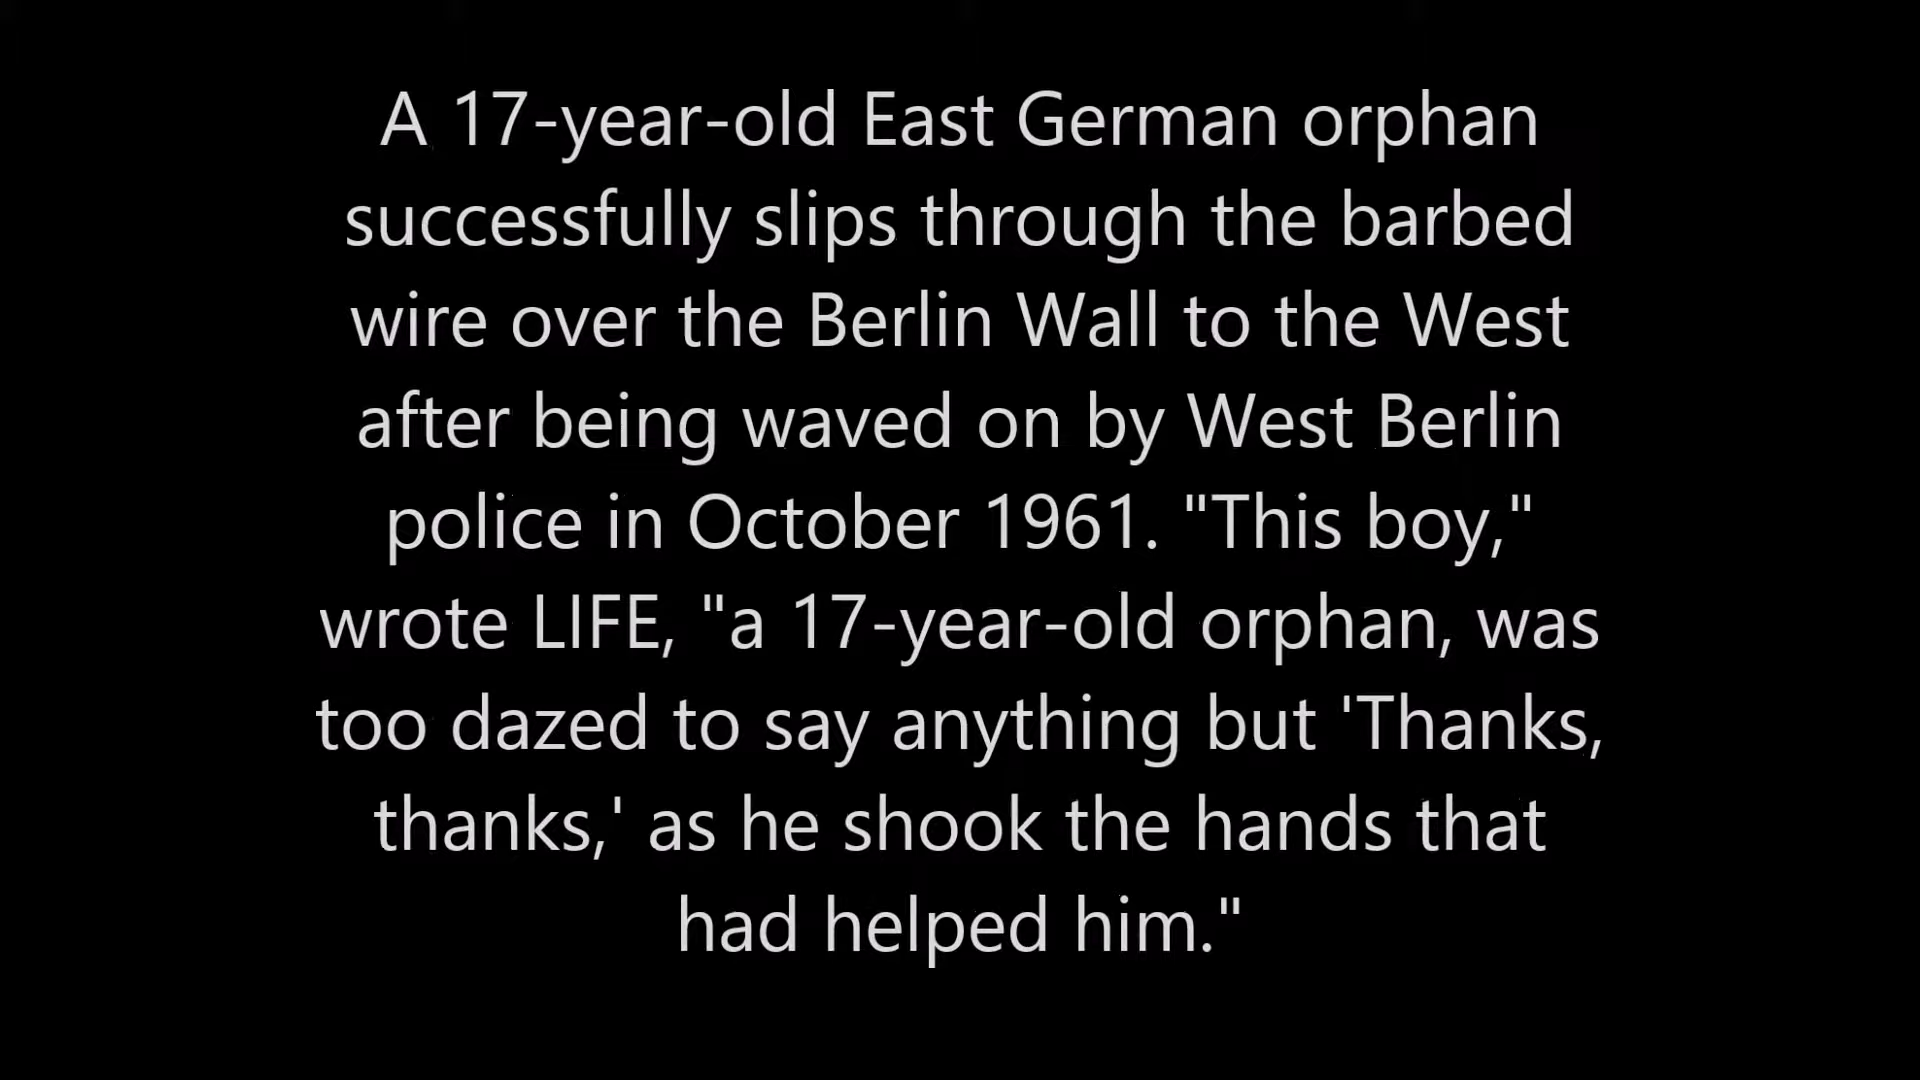 A 17-year-old East German orphan
successfully slips through the barbed
wire over the Berlin Wall to the West
after being waved on by West Berlin
police in October 1961. "This boy,"
wrote LIFE, "a 17-year-old orphan, was
too dazed to say anything but 'Thanks,
thanks,' as he shook the hands that
had helped him."